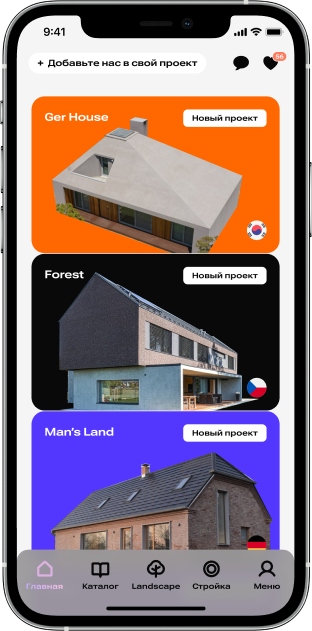 9:41
+ Добавьте нас в свой проект
56
Ger House
Новый проект
Forest
Новый проект
Man's Land
Новый проект
Главная
Каталог
Landscape
Стройка
Меню